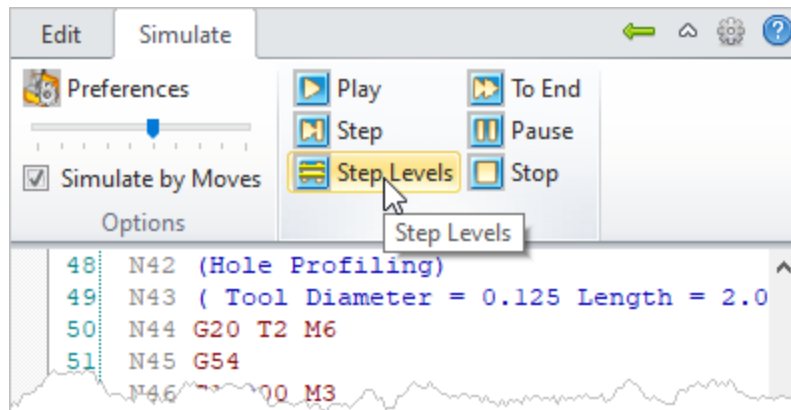 Edit Simulate
Preferences
Simulate by Moves
Options
Play
Step
Step Levels
To End
Pause
Stop
Step Levels
48 N42 (Hole Profiling)
49 N43 ( Tool Diameter = 0.125 Length = 2.0
50 N44 G20 T2 M6
51 N45 G54
N46 M3